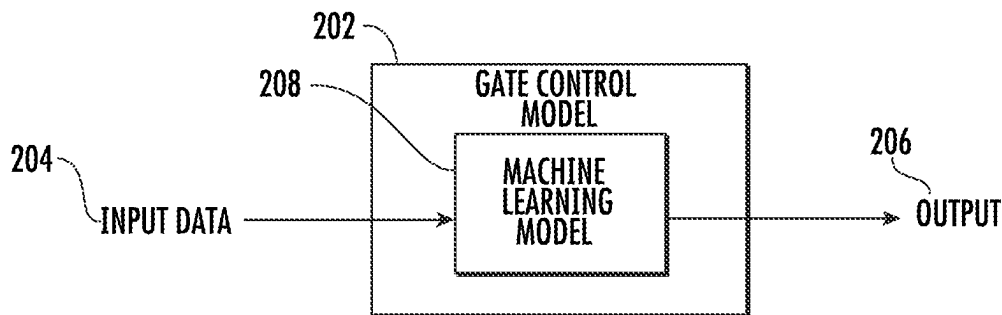 202
GATE CONTROL
MODEL
208
MACHINE
LEARNING
MODEL
204
INPUT DATA
206
OUTPUT